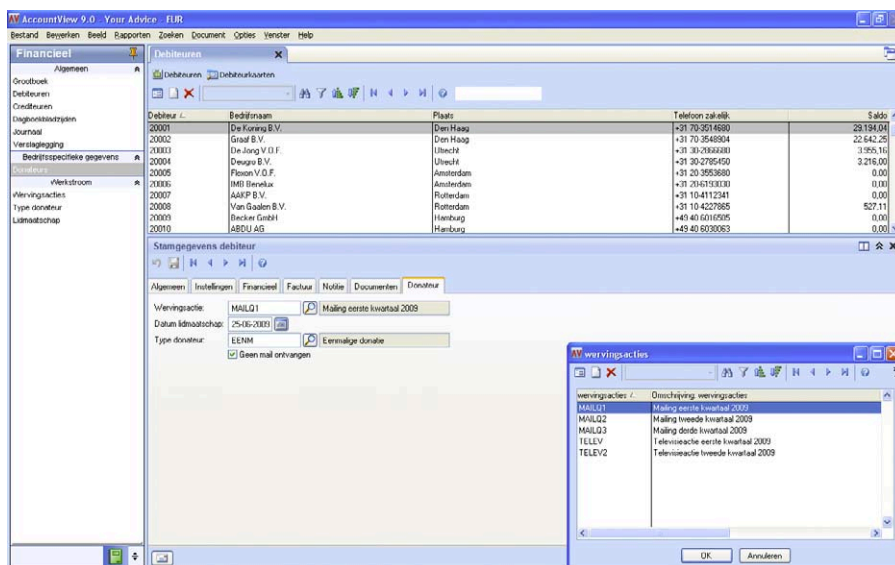 AccountView 9.0 - Your Advice - EUR
Bestand Bewerken Beeld Rapporten Zoeken Document Opties Venster Help
Financieel
Algemeen
Grootboek
Debiteuren
Crediteuren
Dagboekbladzijden
Journaal
Verslaglegging
Bedrijfsspecifieke gegevens
Donateurs
Werkstroom
Wervingsacties
Type donateur
Lidmaatschap
Debiteuren
Debiteuren Debiteurkaarten
Debiteur Bedrijfsnaam Plaats Telefoon zakelijk Saldo
20001 De Koning B.V. Den Haag +31 70-3514680 29.194,04
20002 Graaf B.V. Den Haag +31 70-3548904 22.642,25
20003 De Jong V.O.F. Utrecht +31 30-2966680 3.955,16
20004 Deugro B.V. Utrecht +31 30-2785450 3.216,00
20005 Flexon V.O.F. Amsterdam +31 20-3553680 0,00
20006 IMB Benelux Amsterdam +31 20-6193030 0,00
20007 AAKP B.V. Rotterdam +31 10-4112341 0,00
20008 Van Gaalen B.V. Rotterdam +31 10-4227865 527,11
20009 Becker GmbH Hamburg +49 40 6016505 0,00
20010 ABDU AG Hamburg +49 40 6030063 0,00
Stamgegevens debiteur
Algemeen Instellingen Financieel Factuur Notitie Documenten Donateur
Wervingsactie: MAILQ1 Mailing eerste kwartaal 2009
Datum lidmaatschap: 25-06-2009
Type donateur: EENM Eenmalige donatie
Geen mail ontvangen
wervingsacties
wervingsacties Omschrijving: wervingsacties
MAILQ1 Mailing eerste kwartaal 2009
MAILQ2 Mailing tweede kwartaal 2009
MAILQ3 Mailing derde kwartaal 2009
TELEV Televisieactie eerste kwartaal 2009
TELEV2 Televisieactie tweede kwartaal 2009
OK Annuleren